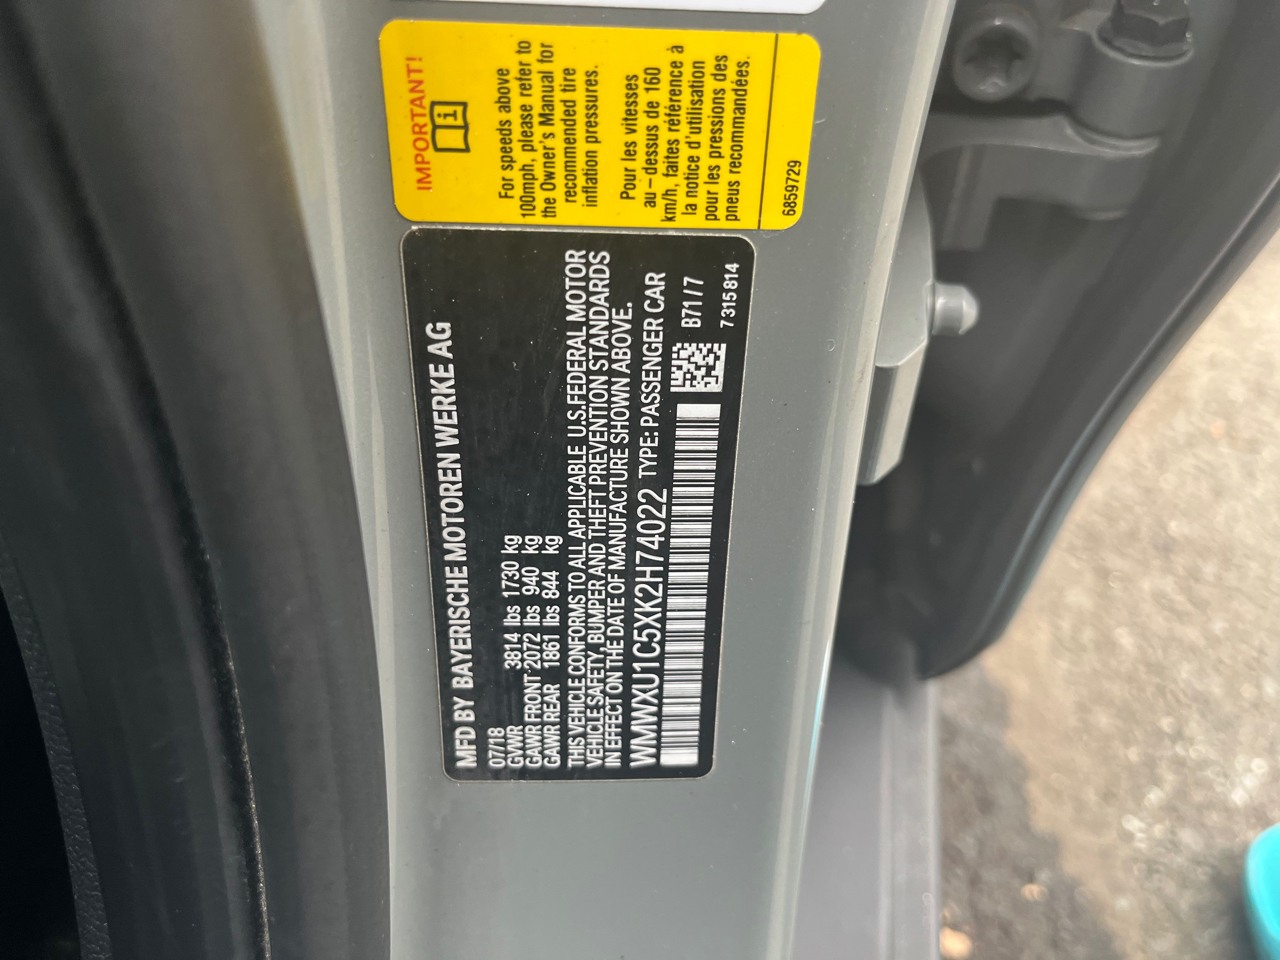 IMPORTANT!
For speeds above
100mph, please refer to
the Owner's Manual for
recommended tire
inflation pressures.
Pour les vitesses
au – dessus de 160
km/h, faites référence à
la notice d'utilisation
pour les pressions des
pneus recommandées.
6859729
MFD BY BAYERISCHE MOTOREN WERKE AG
07/18
GVWR 3814 lbs 1730 kg
GAWR FRONT 2072 lbs 940 kg
GAWR REAR 1861 lbs 844 kg
THIS VEHICLE CONFORMS TO ALL APPLICABLE U.S.FEDERAL MOTOR
VEHICLE SAFETY, BUMPER AND THEFT PREVENTION STANDARDS
IN EFFECT ON THE DATE OF MANUFACTURE SHOWN ABOVE.
WMWXU1C5XK2H74022 TYPE: PASSENGER CAR
B71/7
7315814